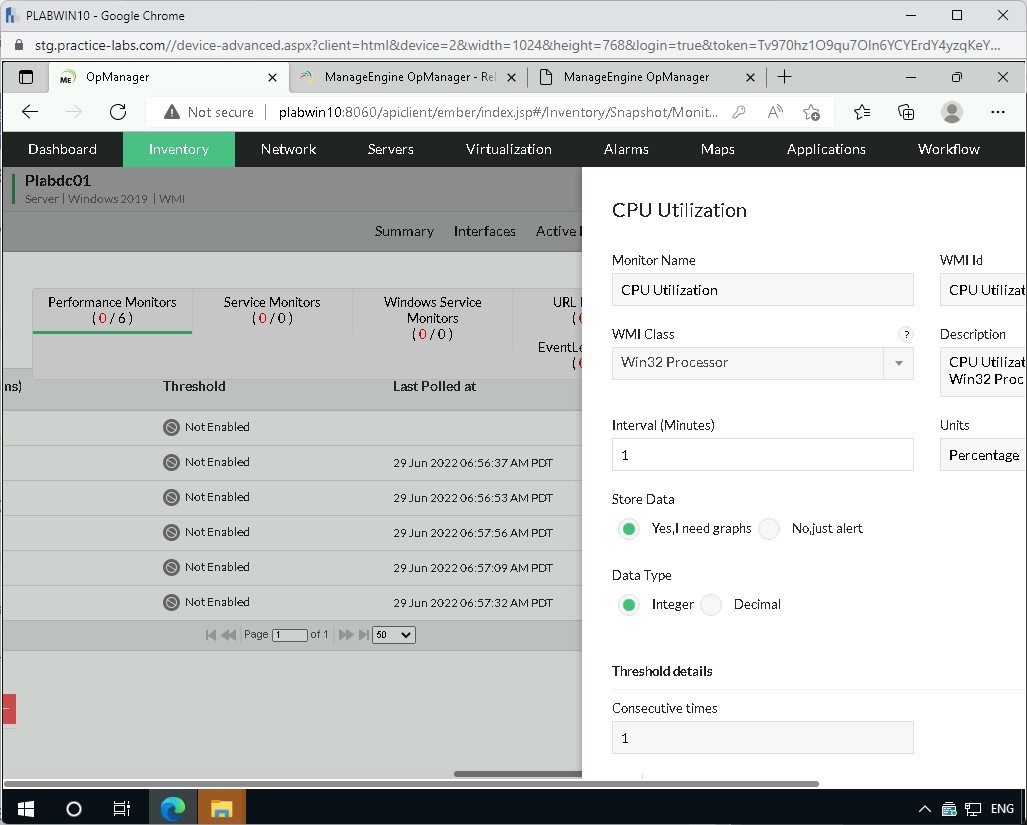 PLABWIN10 - Google Chrome
stg.practice-labs.com//device-advanced.aspx?client=html&device=2&width=1024&height=768&login=true&token=Tv970hz1O9qu7OIn6YCYErdY4yzqKeY...
ME OpManager
ManageEngine OpManager - Rel
ManageEngine OpManager
Not secure
plabwin10:8060/apiclient/ember/index.jsp#/Inventory/Snapshot/Monit...
Dashboard Inventory Network Servers Virtualization Alarms Maps Applications Workflow
Plabdc01
Server | Windows 2019 | WMI
Summary Interfaces Active
Performance Monitors
( 0 / 6 )
Service Monitors
( 0 / 0 )
Windows Service
Monitors
( 0 / 0 )
URL
EventLo
ns) Threshold Last Polled at
Not Enabled
Not Enabled 29 Jun 2022 06:56:37 AM PDT
Not Enabled 29 Jun 2022 06:56:53 AM PDT
Not Enabled 29 Jun 2022 06:57:56 AM PDT
Not Enabled 29 Jun 2022 06:57:09 AM PDT
Not Enabled 29 Jun 2022 06:57:32 AM PDT
Page 1 of 1 50
CPU Utilization
Monitor Name WMI Id
CPU Utilization CPU Utilizat
WMI Class ? Description
Win32 Processor CPU Utilizat
Win32 Proc
Interval (Minutes) Units
1 Percentage
Store Data
Yes,I need graphs No,just alert
Data Type
Integer Decimal
Threshold details
Consecutive times
1
ENG